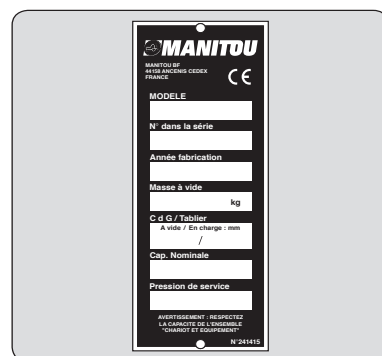 MANITOU
MANITOU BF
44158 ANCENIS CEDEX
FRANCE
CE
MODELE
N° dans la série
Année fabrication
Masse à vide
kg
C d G / Tablier
A vide / En charge : mm
/
Cap. Nominale
Pression de service
AVERTISSEMENT : RESPECTEZ
LA CAPACITE DE L'ENSEMBLE
"CHARIOT ET EQUIPEMENT"
N°241415